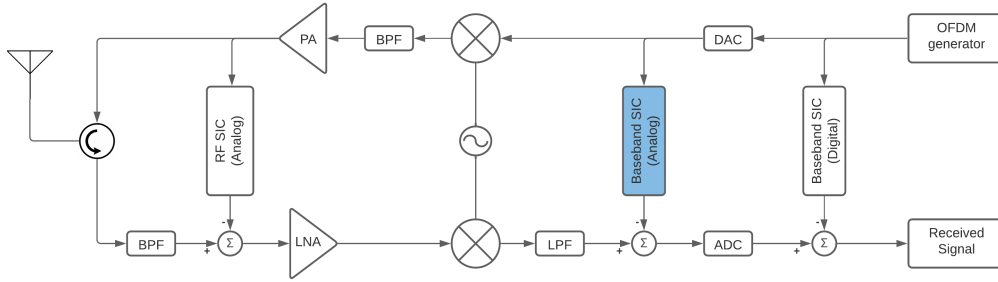 OFDM
generator
DAC
BPF
PA
RF SIC
(Analog)
Baseband SIC
(Analog)
Baseband SIC
(Digital)
-
-
-
BPF
+
Σ
LNA
LPF
+
Σ
ADC
+
Σ
Received
Signal